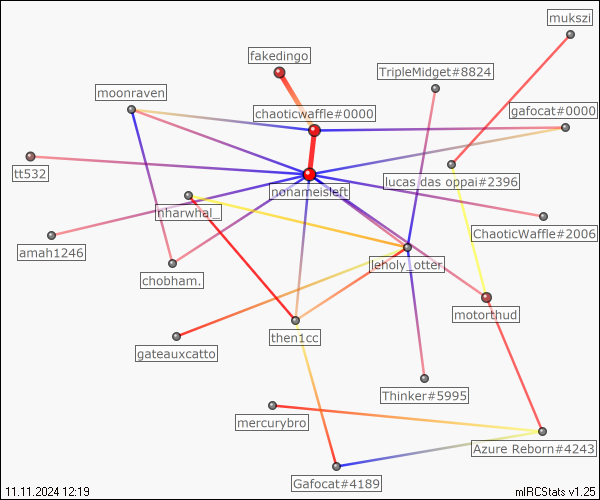 mukszi
fakedingo
TripleMidget#8824
moonraven
chaoticwaffle#0000
gafocat#0000
tt532
lucas das oppai#2396
nonameisleft
nharwhal_
ChaoticWaffle#2006
amah1246
leholy_otter
chobham.
motorthud
then1cc
gateauxcatto
Thinker#5995
mercurybro
Azure Reborn#4243
Gafocat#4189
11.11.2024 12:19
mIRCStats v1.25